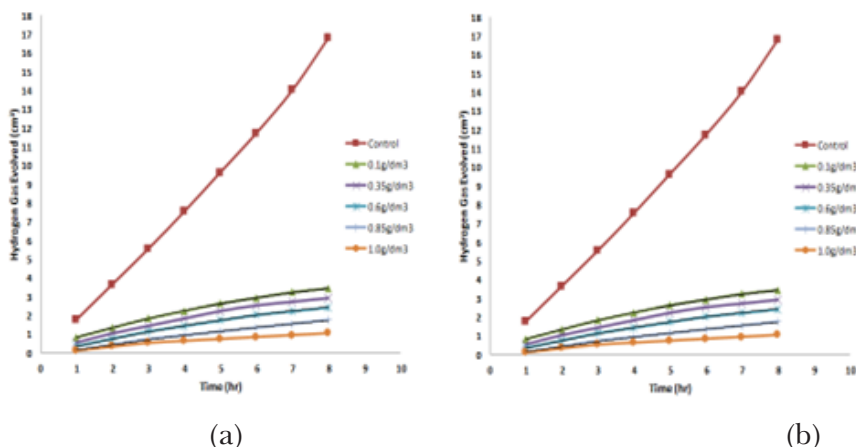 Hydrogen Gas Evolved (cm³)
18
17
16
15
14
13
12
11
10
9
8
7
6
5
4
3
2
1
0
0 1 2 3 4 5 6 7 8 9 10
Time (hr)
Control
0.1g/dm3
0.35g/dm3
0.6g/dm3
0.85g/dm3
1.0g/dm3
(a)
Hydrogen Gas Evolved (cm³)
18
17
16
15
14
13
12
11
10
9
8
7
6
5
4
3
2
1
0
0 1 2 3 4 5 6 7 8 9 10
Time (hr)
Control
0.1g/dm3
0.35g/dm3
0.6g/dm3
0.85g/dm
1.0g/dm3
(b)